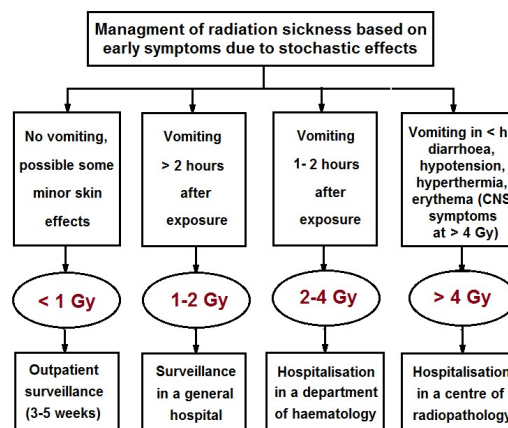 Managment of radiation sickness based on
early symptoms due to stochastic effects
No vomiting,
possible some
minor skin
effects
Vomiting
> 2 hours
after
exposure
Vomiting
1- 2 hours
after
exposure
Vomiting in < h
diarrhoea,
hypotension,
hyperthermia,
erythema (CNS
symptoms
at > 4 Gy)
< 1 Gy
1-2 Gy
2-4 Gy
> 4 Gy
Outpatient
surveillance
(3-5 weeks)
Surveillance
in a general
hospital
Hospitalisation
in a department
of haematology
Hospitalisation
in a centre of
radiopathology